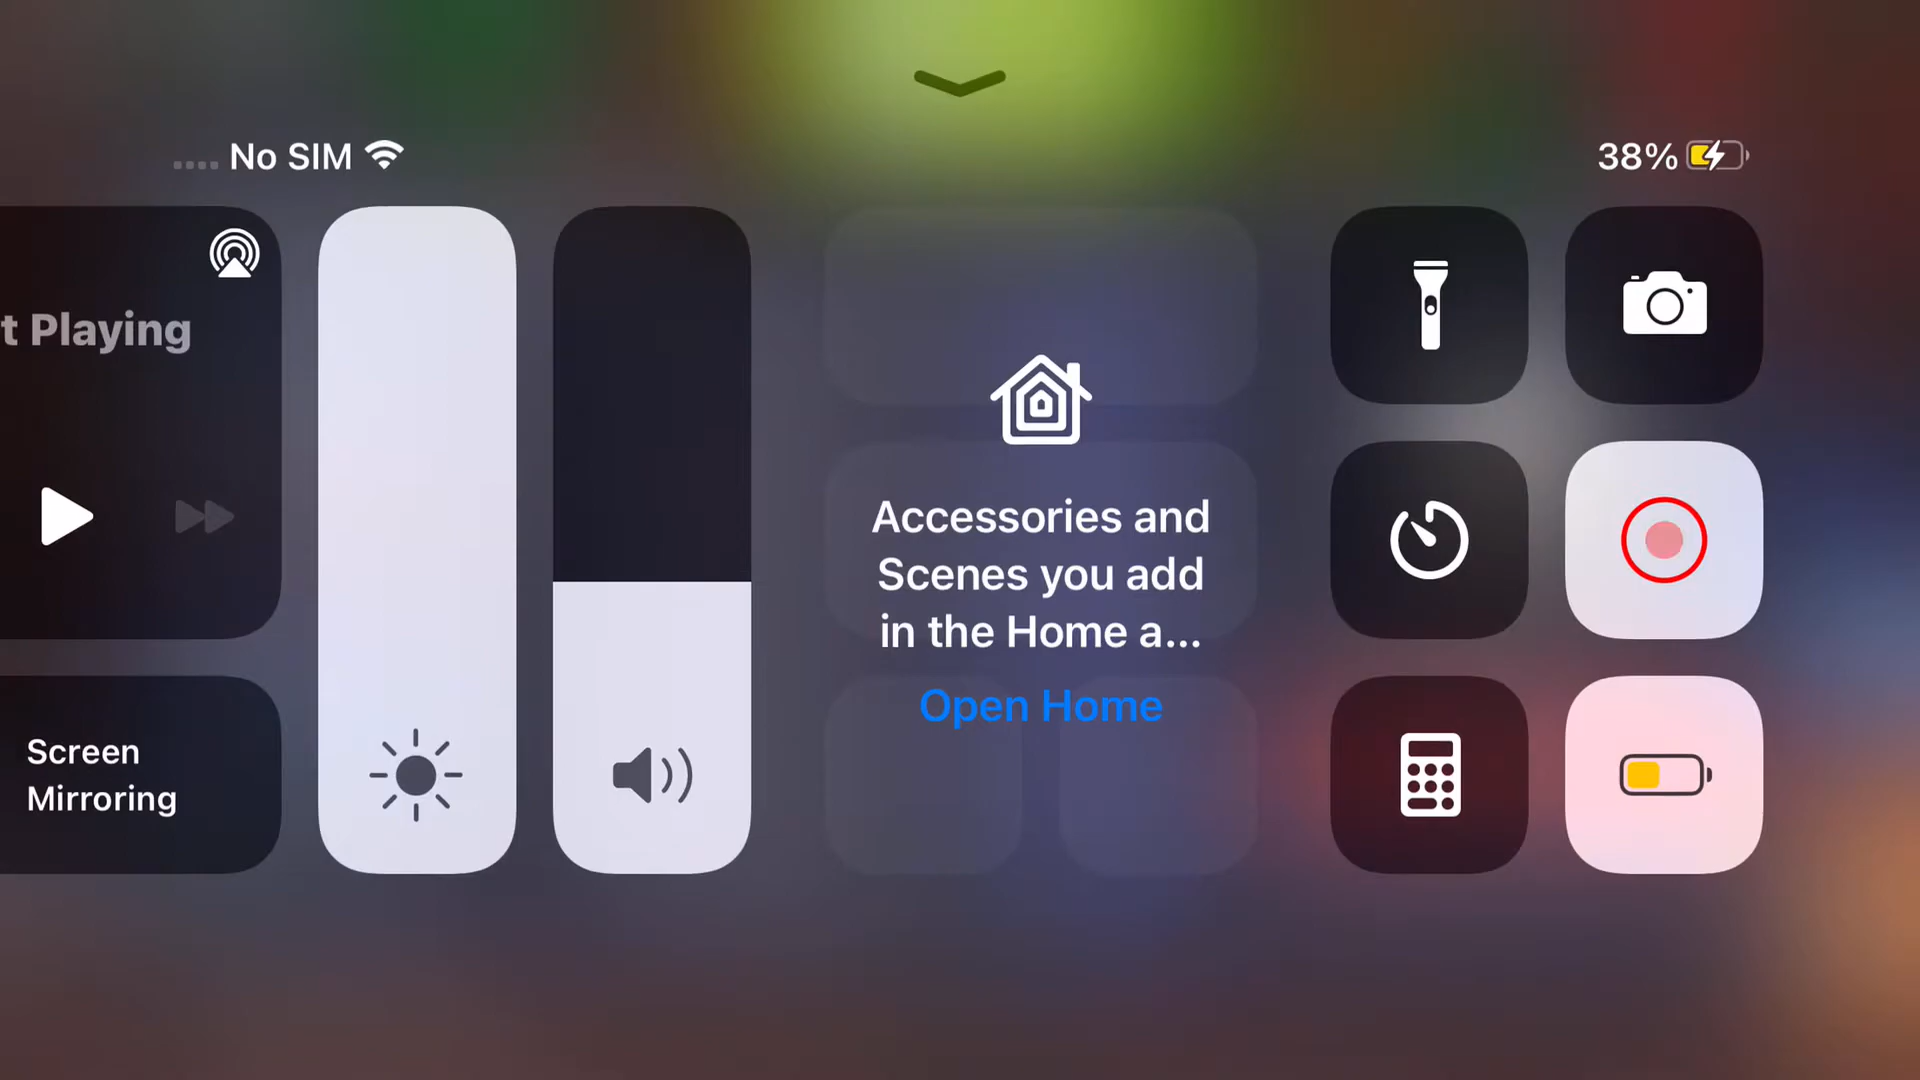 No SIM
38%
t Playing
Accessories and
Scenes you add
in the Home a...
Open Home
Screen
Mirroring